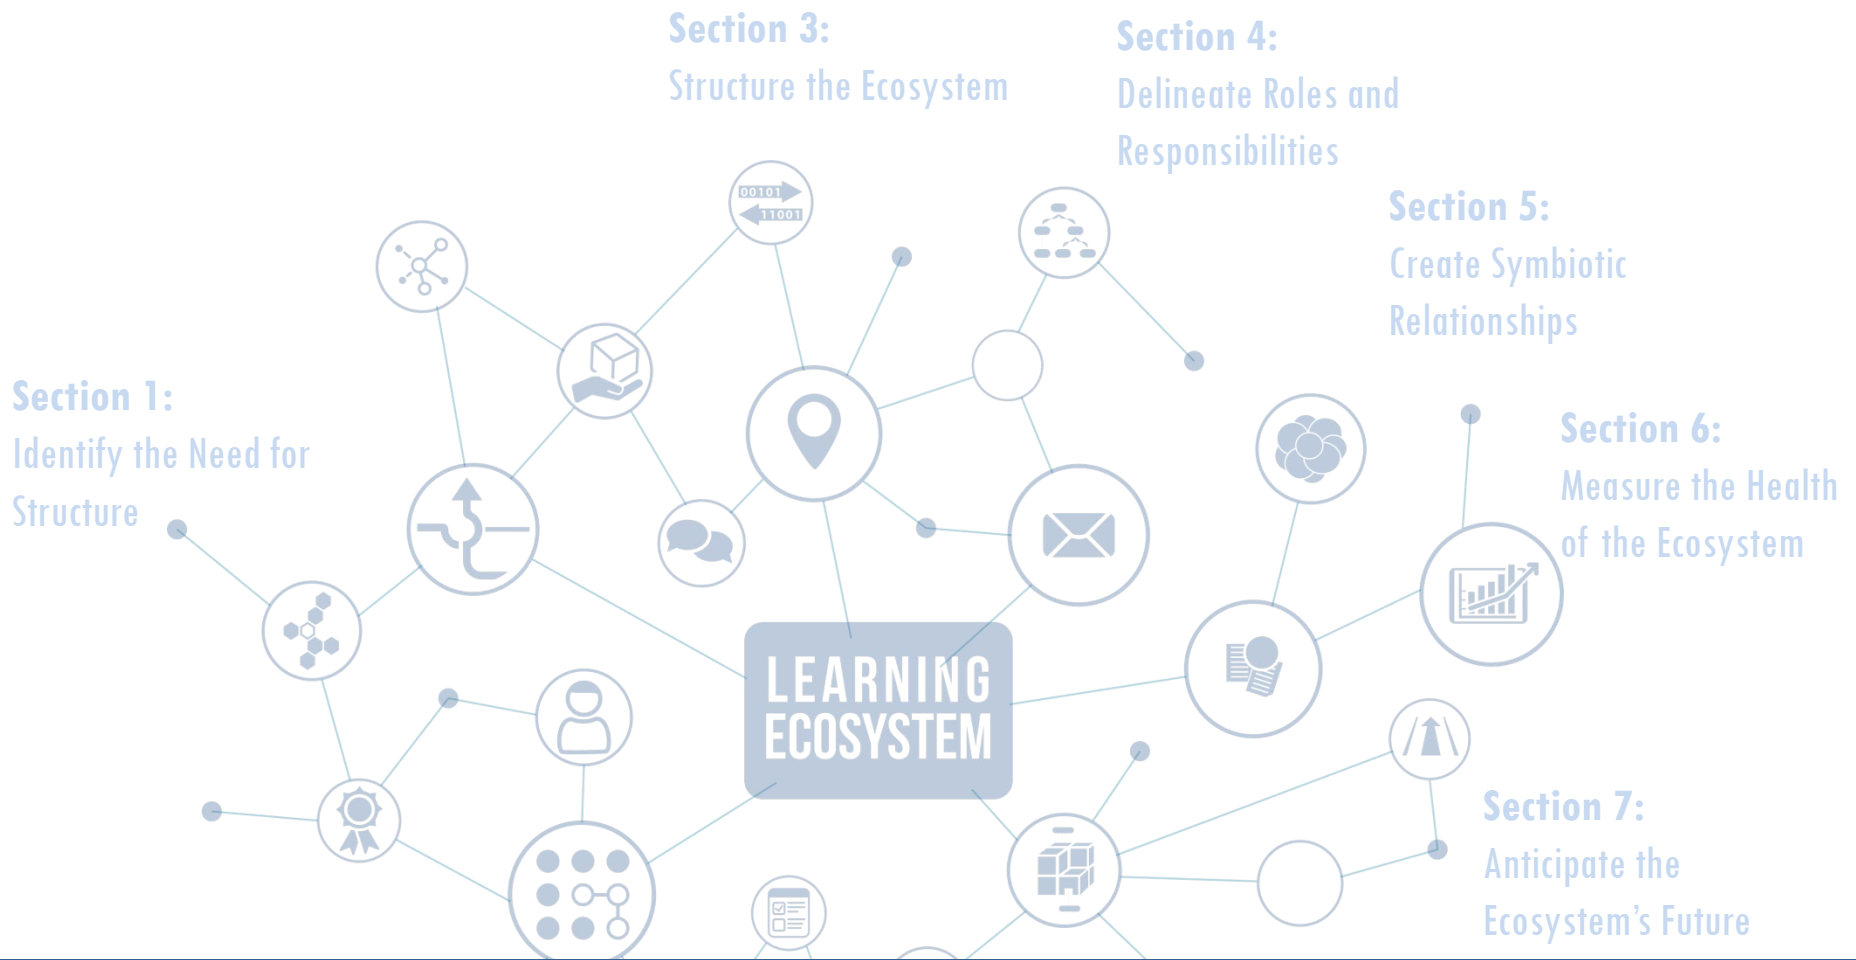 Section 3:
Structure the Ecosystem
Section 4:
Delineate Roles and
Responsibilities
00101
11001
Section 5:
Create Symbiotic
Relationships
Section 1:
Identify the Need for
Structure
Section 6:
Measure the Health
of the Ecosystem
LEARNING
ECOSYSTEM
Section 7:
Anticipate the
Ecosystem’s Future